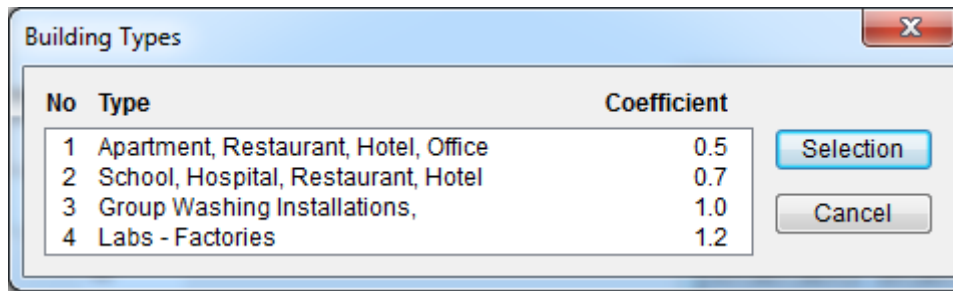 Building Types
No Type Coefficient
1 Apartment, Restaurant, Hotel, Office 0.5
2 School, Hospital, Restaurant, Hotel 0.7
3 Group Washing Installations, 1.0
4 Labs - Factories 1.2
Selection
Cancel